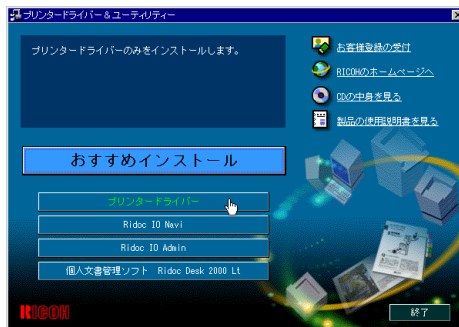 プリンタードライバー＆ユーティリティー
プリンタードライバーのみをインストールします。
お客様登録の受付
RICOHのホームページへ
CDの中身を見る
製品の使用説明書を見る
おすすめインストール
プリンタードライバー
Ridoc IO Navi
Ridoc IO Admin
個人文書管理ソフト　Ridoc Desk 2000 Lt
RICOH
終了